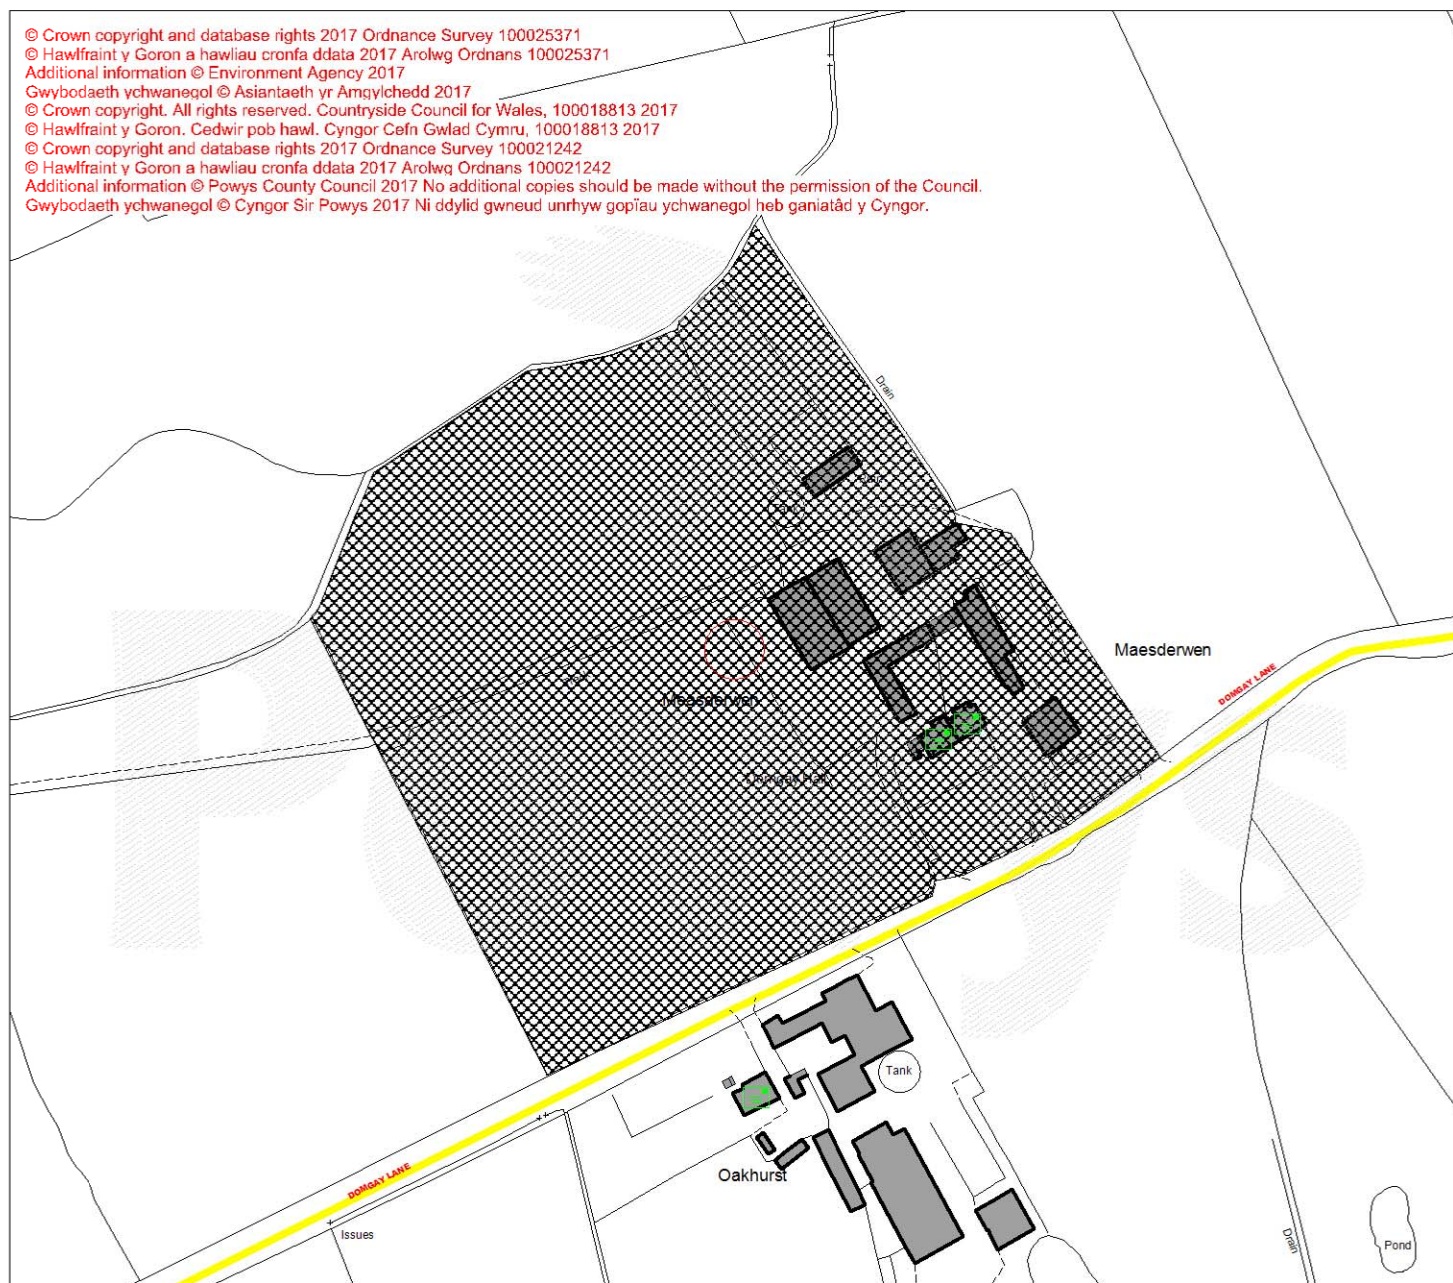 © Crown copyright and database rights 2017 Ordnance Survey 100025371
© Hawlfraint y Goron a hawliau cronfa ddata 2017 Arolwg Ordnans 100025371
Additional information © Environment Agency 2017
Gwybodaeth ychwanegol © Asiantaeth yr Amgylchedd 2017
© Crown copyright. All rights reserved. Countryside Council for Wales, 100018813 2017
© Hawlfraint y Goron. Cedwir pob hawl. Cyngor Cefn Gwlad Cymru, 100018813 2017
© Crown copyright and database rights 2017 Ordnance Survey 100021242
© Hawlfraint y Goron a hawliau cronfa ddata 2017 Arolwg Ordnans 100021242
Additional information © Powys County Council 2017 No additional copies should be made without the permission of the Council.
Gwybodaeth ychwanegol © Cyngor Sir Powys 2017 Ni ddylid gwneud unrhyw gopïau ychwanegol heb ganiatâd y Cyngor.
Drain
Maesderwen
DOMGAY LANE
Measderwen
Domgay Hall
Powys
Tank
Oakhurst
DOMGAY LANE
Issues
Drain
Pond